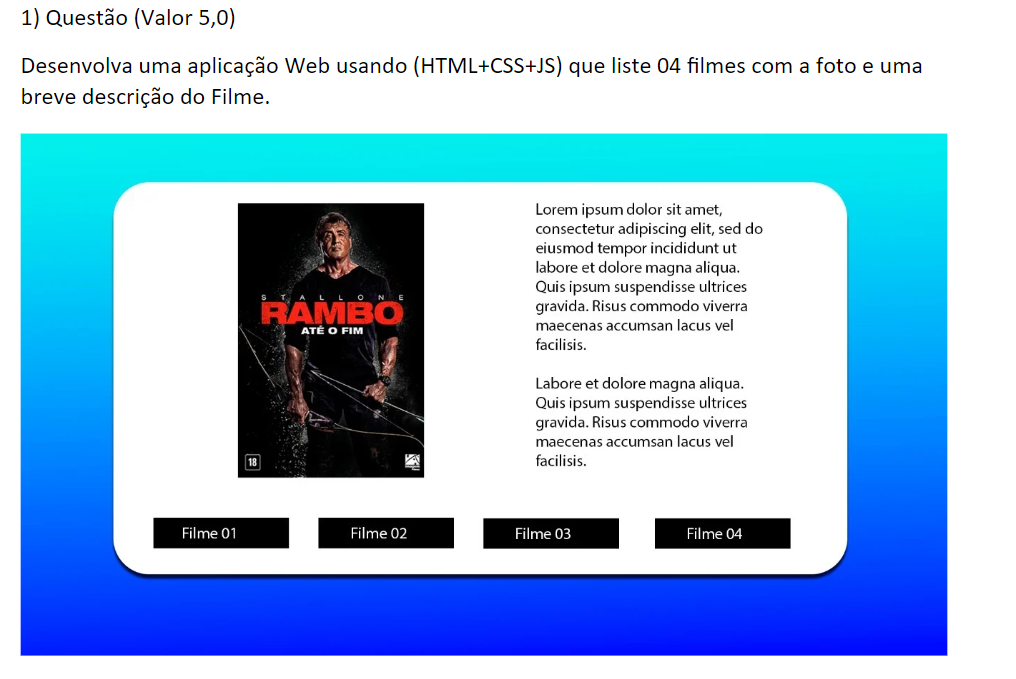 1) Questão (Valor 5,0)
Desenvolva uma aplicação Web usando (HTML+CSS+JS) que liste 04 filmes com a foto e uma
breve descrição do Filme.
STALLONE
RAMBO
ATÉ O FIM
18
Lorem ipsum dolor sit amet,
consectetur adipiscing elit, sed do
eiusmod tempor incididunt ut
labore et dolore magna aliqua.
Quis ipsum suspendisse ultrices
gravida. Risus commodo viverra
maecenas accumsan lacus vel
facilisis.
Labore et dolore magna aliqua.
Quis ipsum suspendisse ultrices
gravida. Risus commodo viverra
maecenas accumsan lacus vel
facilisis.
Filme 01
Filme 02
Filme 03
Filme 04